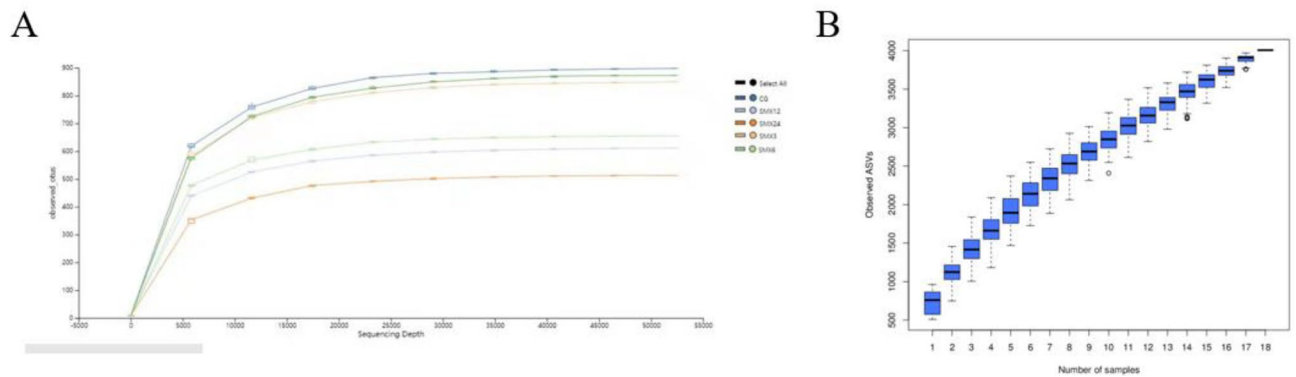 A
900
800
700
600
500
400
300
200
100
0
observed_otus
-5000 0 5000 10000 15000 20000 25000 30000 35000 40000 45000 50000 55000
Sequencing Depth
Select All
CG
SMX12
SMX24
SMX3
SMX6
B
4000
3500
3000
2500
2000
1500
1000
500
Observed ASVs
1 2 3 4 5 6 7 8 9 10 11 12 13 14 15 16 17 18
Number of samples